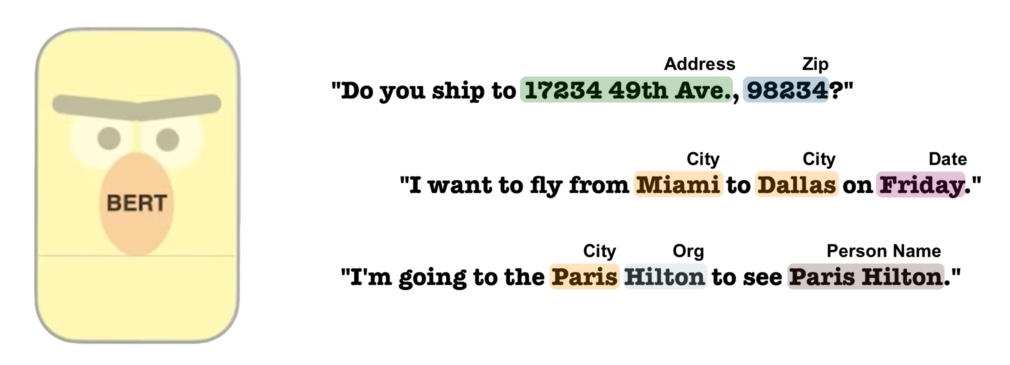 BERT
Address Zip
"Do you ship to 17234 49th Ave., 98234?"
City City Date
"I want to fly from Miami to Dallas on Friday."
City Org Person Name
"I'm going to the Paris Hilton to see Paris Hilton."